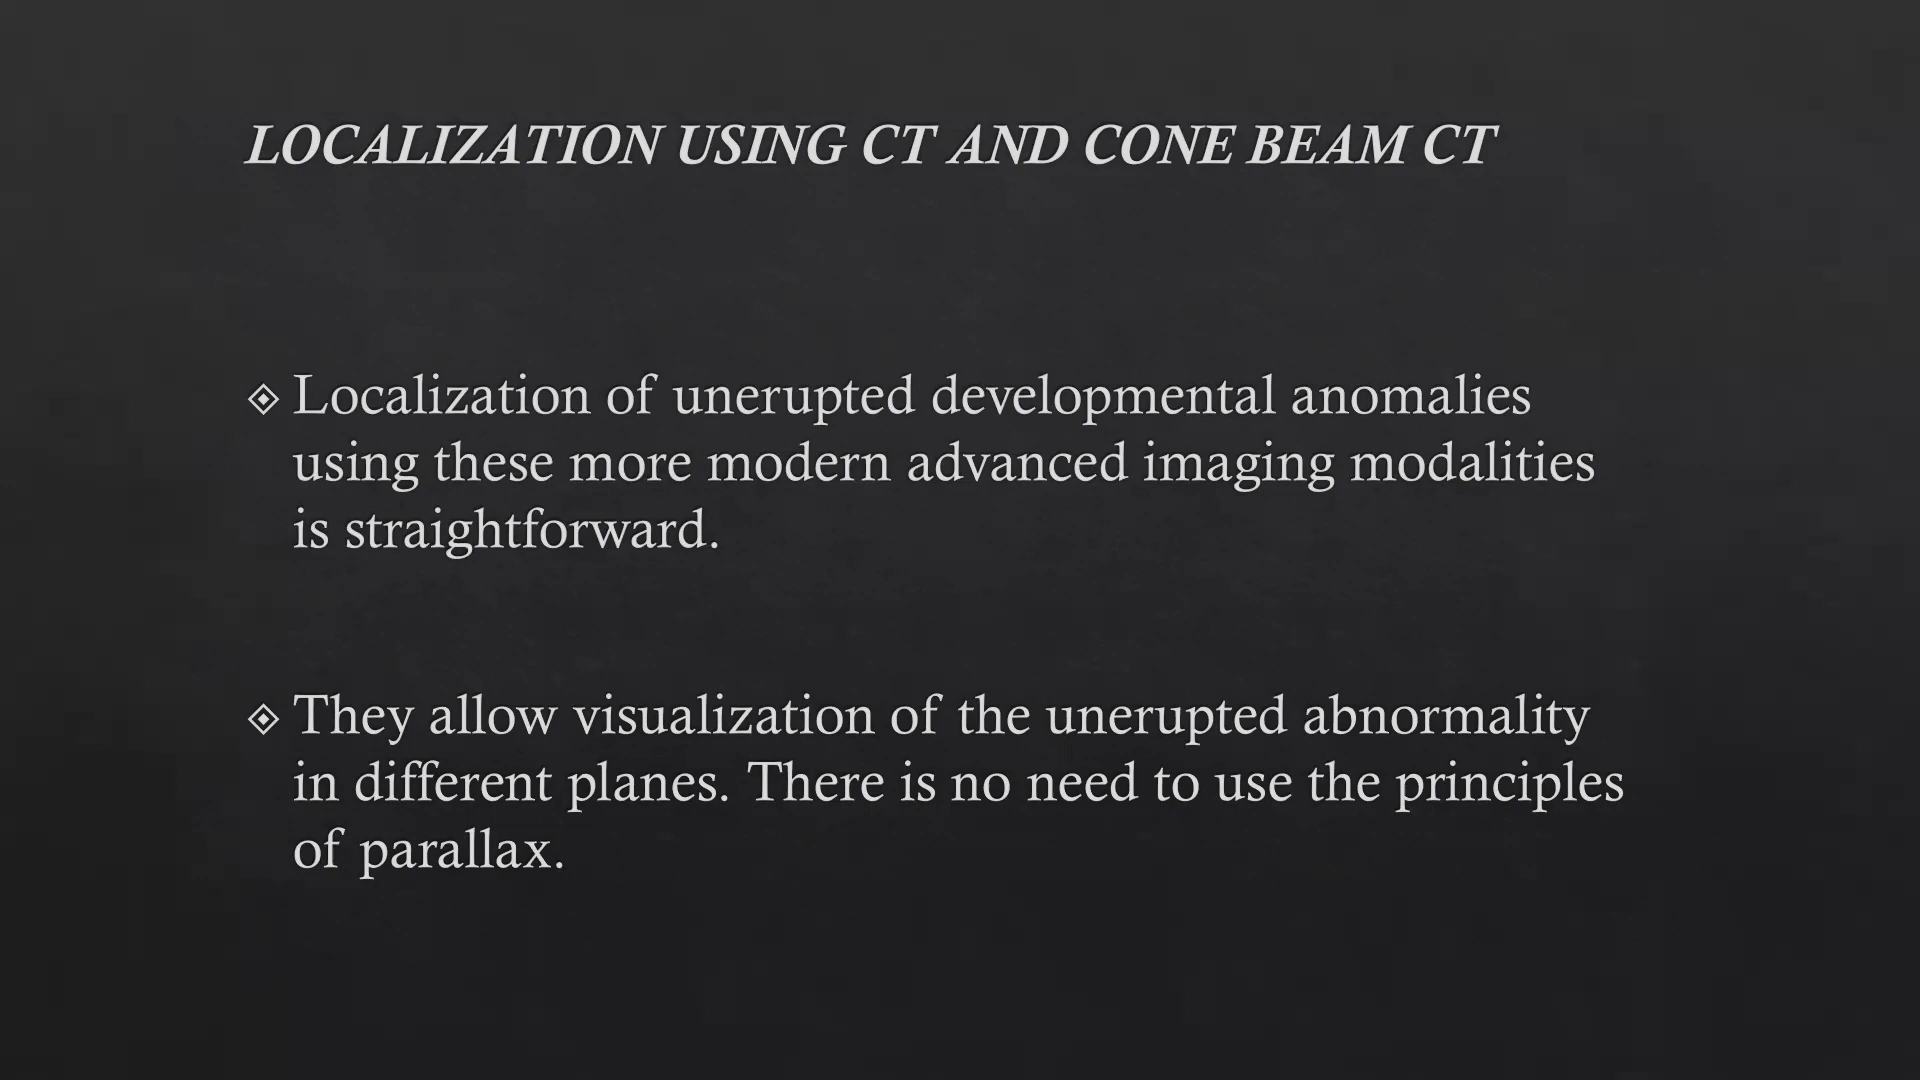 LOCALIZATION USING CT AND CONE BEAM CT
Localization of unerupted developmental anomalies
using these more modern advanced imaging modalities
is straightforward.
They allow visualization of the unerupted abnormality
in different planes. There is no need to use the principles
of parallax.